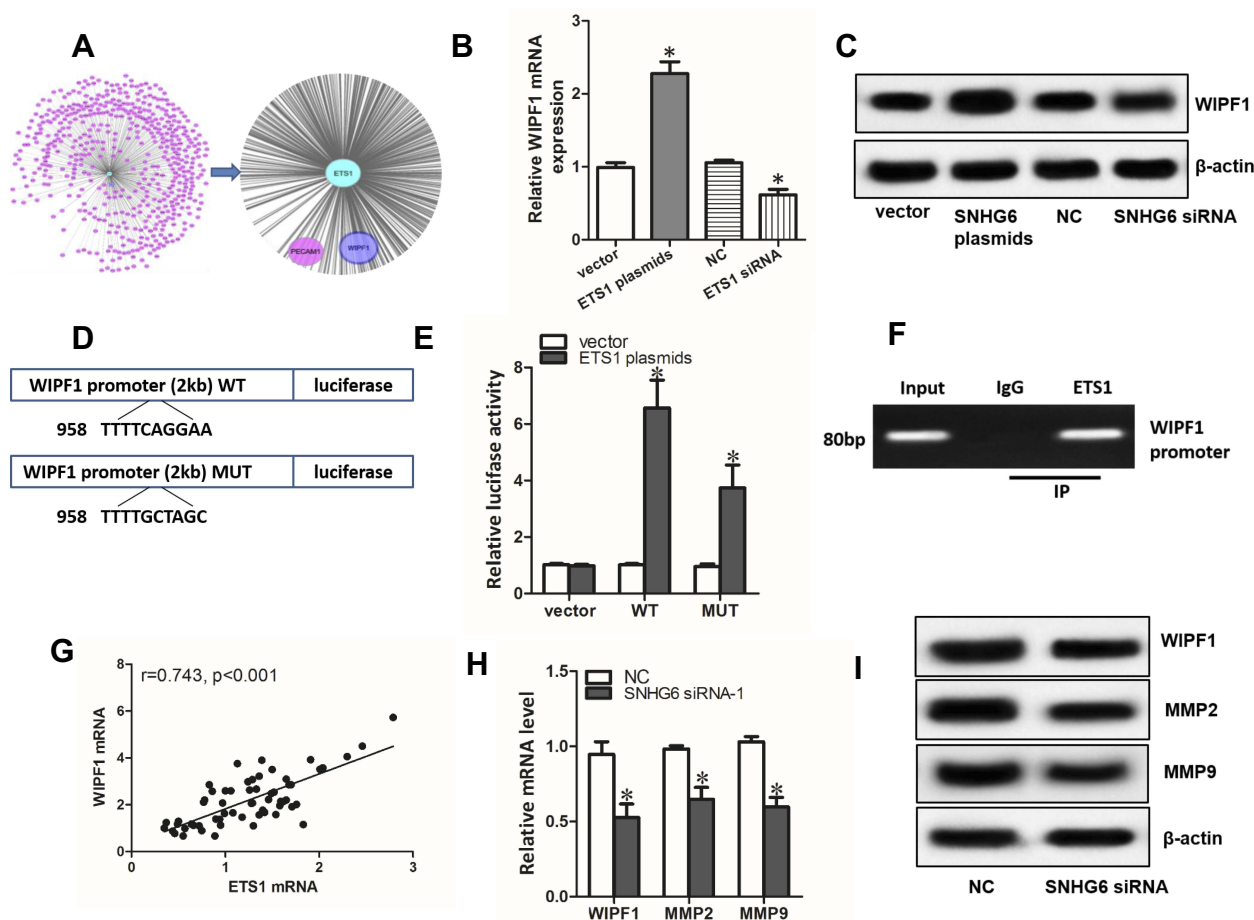 A
ETS1
PECAM1
WIPF1
B
Relative WIPF1 mRNA
expression
3
2
1
0
*
*
vector
ETS1 plasmids
NC
ETS1 siRNA
C
WIPF1
β-actin
vector
SNHG6
plasmids
NC
SNHG6 siRNA
D
WIPF1 promoter (2kb) WT
luciferase
958 TTTTCAGGAA
WIPF1 promoter (2kb) MUT
luciferase
958 TTTTGCTAGC
E
vector
ETS1 plasmids
Relative lucifase activity
8
6
4
2
0
*
*
vector
WT
MUT
F
Input
IgG
ETS1
80bp
WIPF1
promoter
IP
G
r=0.743, p<0.001
WIPF1 mRNA
8
6
4
2
0
0
1
2
3
ETS1 mRNA
H
NC
SNHG6 siRNA-1
Relative mRNA level
1.5
1.0
0.5
0.0
*
*
*
WIPF1
MMP2
MMP9
I
WIPF1
MMP2
MMP9
β-actin
NC
SNHG6 siRNA